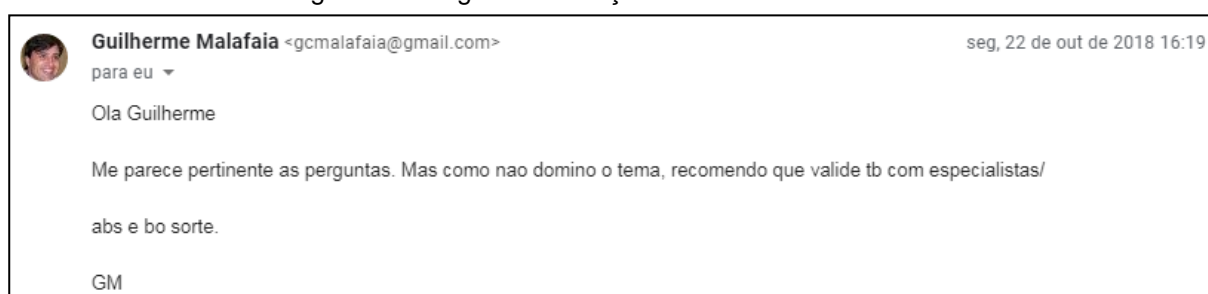 Guilherme Malafaia <gcmalafaia@gmail.com> seg, 22 de out de 2018 16:19
para eu
Ola Guilherme
Me parece pertinente as perguntas. Mas como nao domino o tema, recomendo que valide tb com especialistas/
abs e bo sorte.
GM